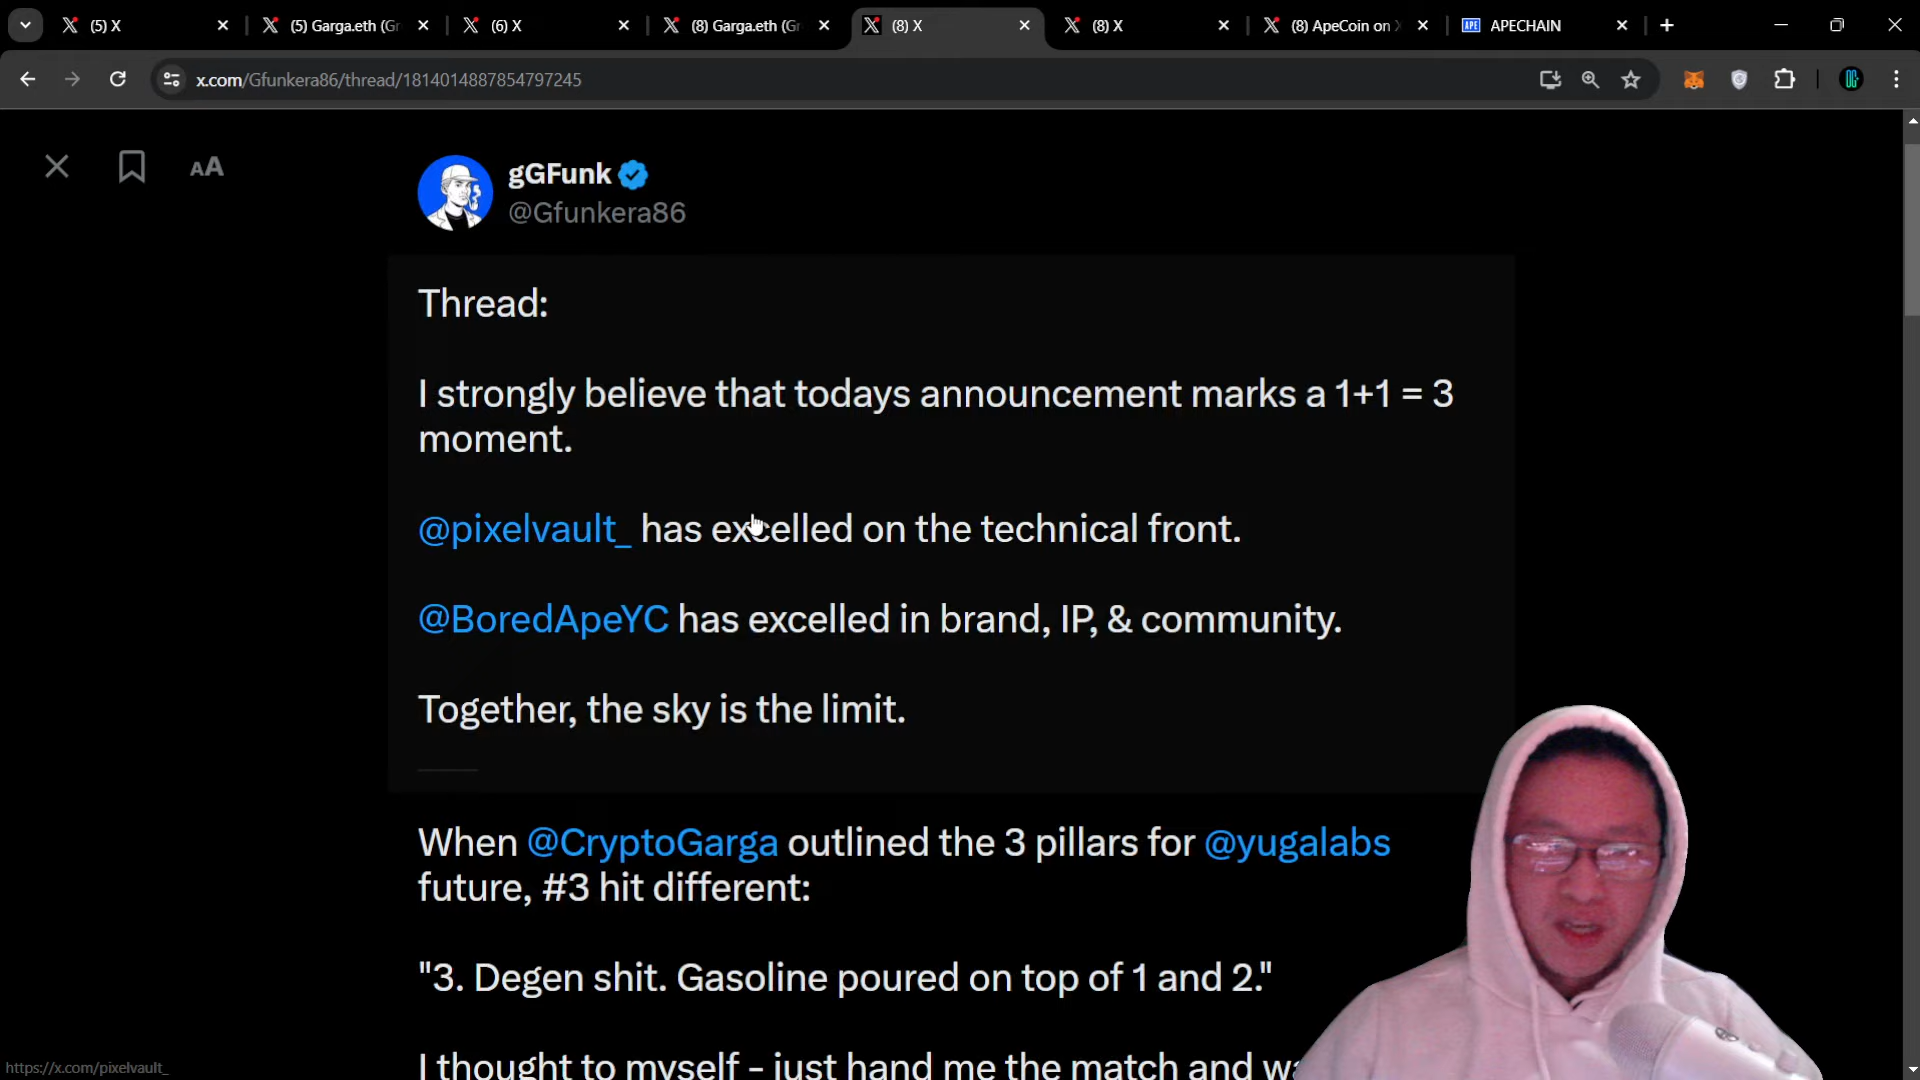 (5) X
(5) Garga.eth (Gr
(6) X
(8) Garga.eth (Gr
(8) X
(8) X
(8) ApeCoin on X
APE APECHAIN
x.com/Gfunkera86/thread/1814014887854797245
AA
gGFunk
@Gfunkera86
Thread:
I strongly believe that todays announcement marks a 1+1 = 3
moment.
@pixelvault_ has excelled on the technical front.
@BoredApeYC has excelled in brand, IP, & community.
Together, the sky is the limit.
When @CryptoGarga outlined the 3 pillars for @yugalabs
future, #3 hit different:
"3. Degen shit. Gasoline poured on top of 1 and 2."
I thought to myself – just hand me the match and
https://x.com/pixelvault_